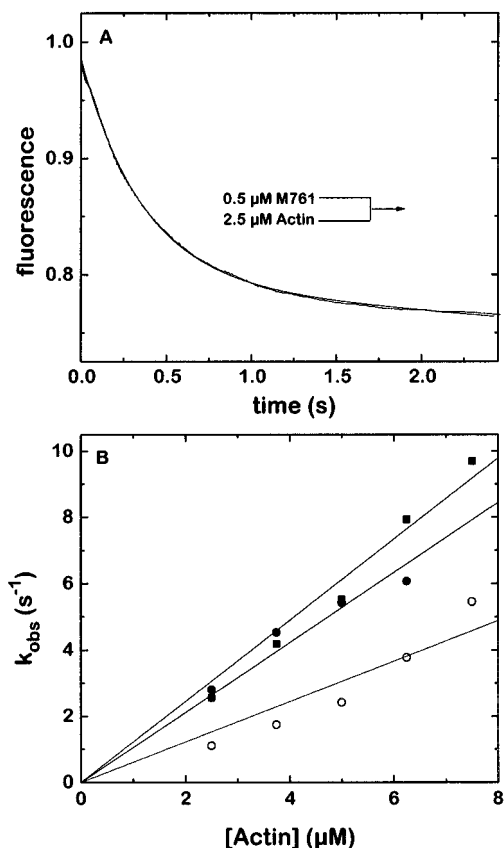 A
1.0
0.9
0.8
fluorescence
0.5 µM M761
2.5 µM Actin
0.0 0.5 1.0 1.5 2.0
time (s)
B
10
8
6
4
2
0
k_obs (s⁻¹)
0 2 4 6 8
[Actin] (µM)